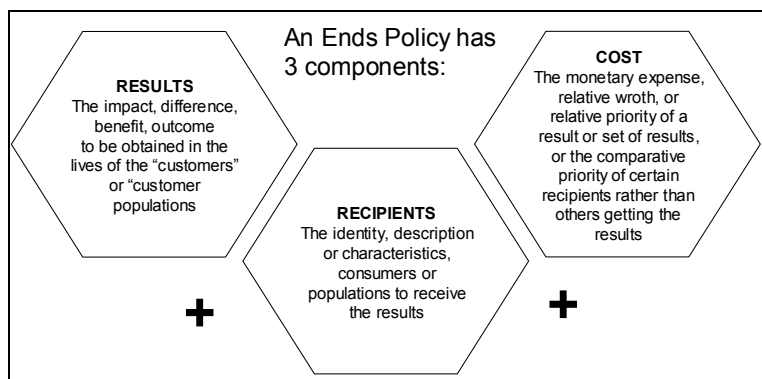 An Ends Policy has
3 components:
RESULTS
The impact, difference,
benefit, outcome
to be obtained in the
lives of the “customers”
or “customer
populations
+
RECIPIENTS
The identity, description
or characteristics,
consumers or
populations to receive
the results
+
COST
The monetary expense,
relative wroth, or
relative priority of a
result or set of results,
or the comparative
priority of certain
recipients rather than
others getting the
results